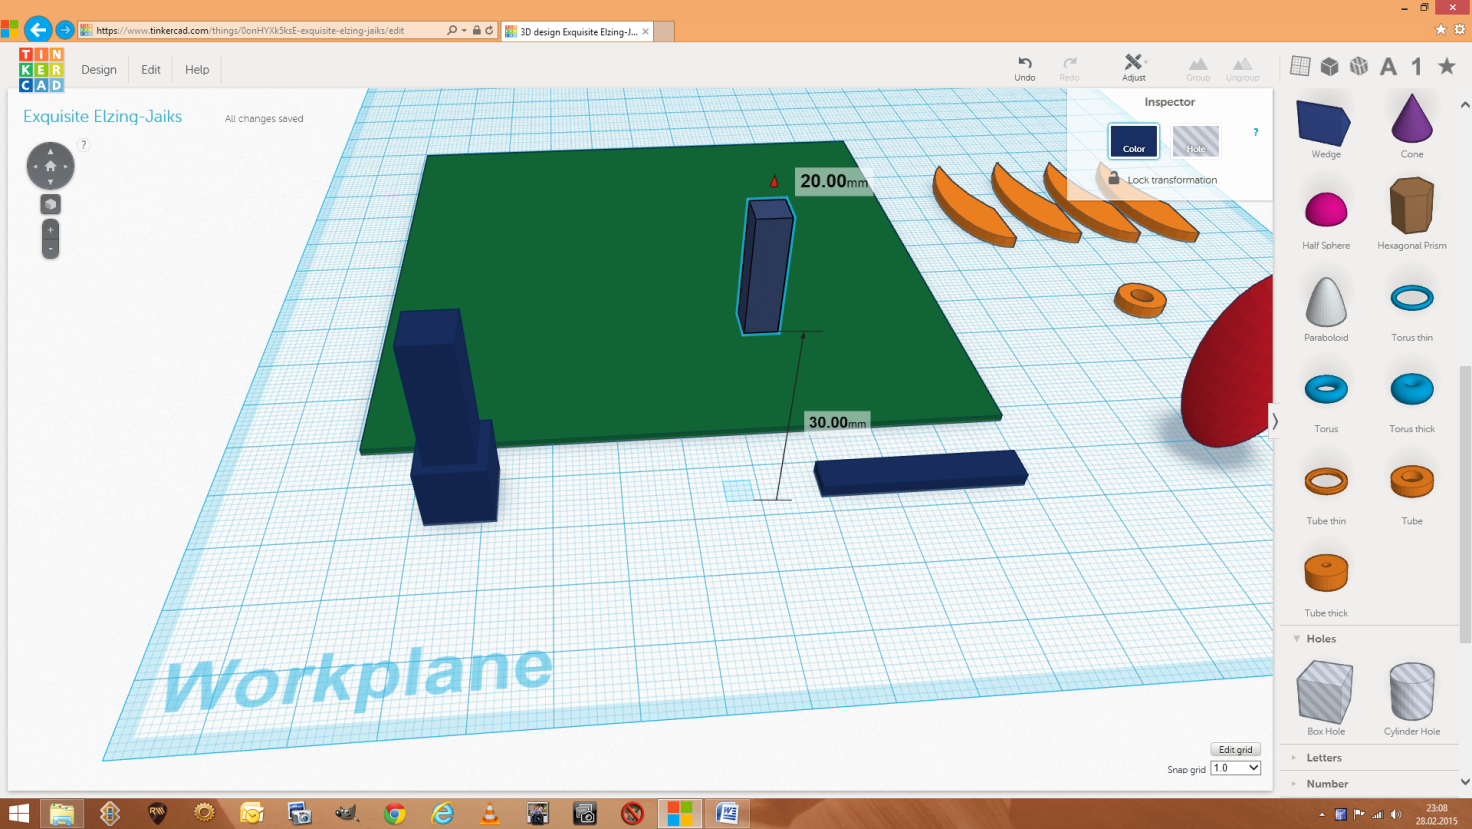 https://www.tinkercad.com/things/0onHYXk5ksE-exquisite-elzing-jaiks/edit
3D design Exquisite Elzing-J...
TIN
KER
CAD
Design
Edit
Help
Undo
Redo
Adjust
Group
Ungroup
A
1
Exquisite Elzing-Jaiks
All changes saved
?
+
-
Inspector
Color
Hole
?
Lock transformation
20.00mm
30.00mm
Workplane
Wedge
Cone
Half Sphere
Hexagonal Prism
Paraboloid
Torus thin
Torus
Torus thick
Tube thin
Tube
Tube thick
Holes
Box Hole
Cylinder Hole
Letters
Number
Edit grid
Snap grid 1.0
23:08
28.02.2015